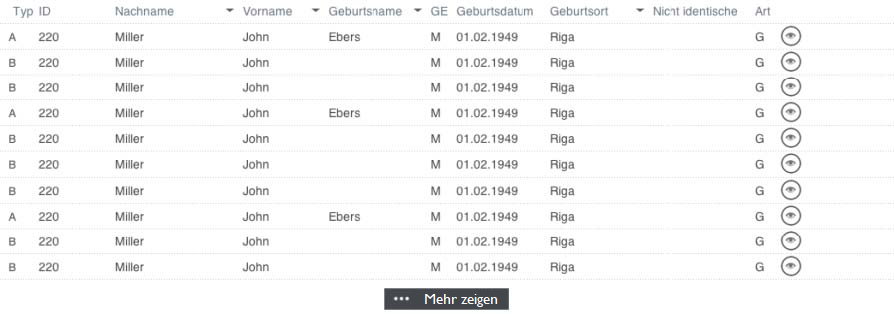 Typ ID Nachname Vorname Geburtsname GE Geburtsdatum Geburtsort Nicht identische Art
A 220 Miller John Ebers M 01.02.1949 Riga G
B 220 Miller John M 01.02.1949 Riga G
B 220 Miller John M 01.02.1949 Riga G
A 220 Miller John Ebers M 01.02.1949 Riga G
B 220 Miller John M 01.02.1949 Riga G
B 220 Miller John M 01.02.1949 Riga G
B 220 Miller John M 01.02.1949 Riga G
A 220 Miller John Ebers M 01.02.1949 Riga G
B 220 Miller John M 01.02.1949 Riga G
B 220 Miller John M 01.02.1949 Riga G
••• Mehr zeigen